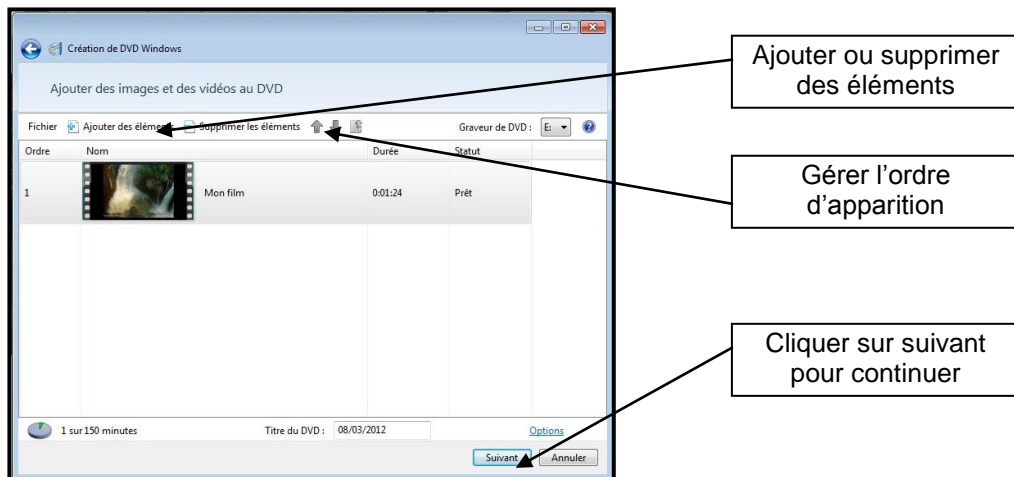 Création de DVD Windows
Ajouter des images et des vidéos au DVD
Fichier Ajouter des éléments Supprimer les éléments Graveur de DVD : E:
Ordre Nom Durée Statut
1 Mon film 0:01:24 Prêt
1 sur 150 minutes Titre du DVD : 08/03/2012 Options
Suivant Annuler
Ajouter ou supprimer
des éléments
Gérer l’ordre
d’apparition
Cliquer sur suivant
pour continuer